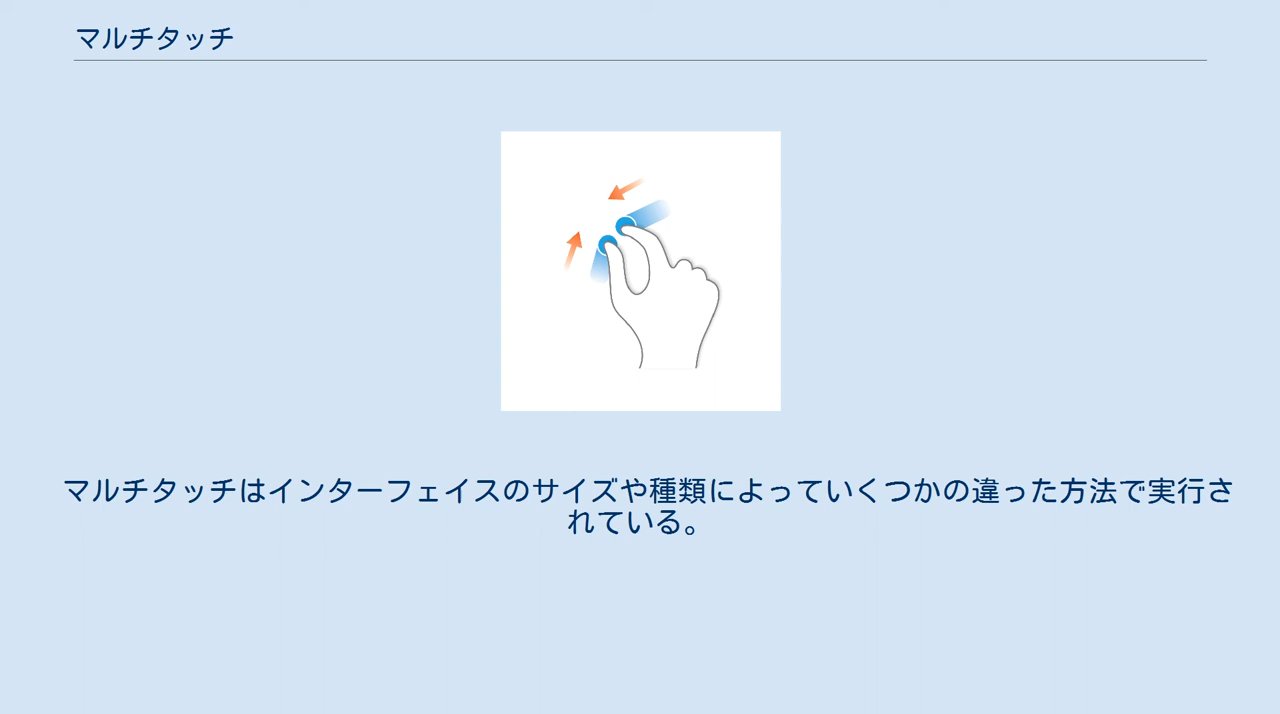 マルチタッチ
マルチタッチはインターフェイスのサイズや種類によっていくつかの違った方法で実行さ
れている。